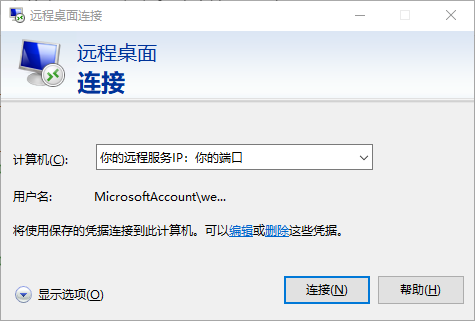 远程桌面连接
远程桌面
连接
计算机(C):
你的远程服务IP：你的端口
用户名:
MicrosoftAccount\we...
将使用保存的凭据连接到此计算机。可以编辑或删除这些凭据。
显示选项(O)
连接(N)
帮助(H)